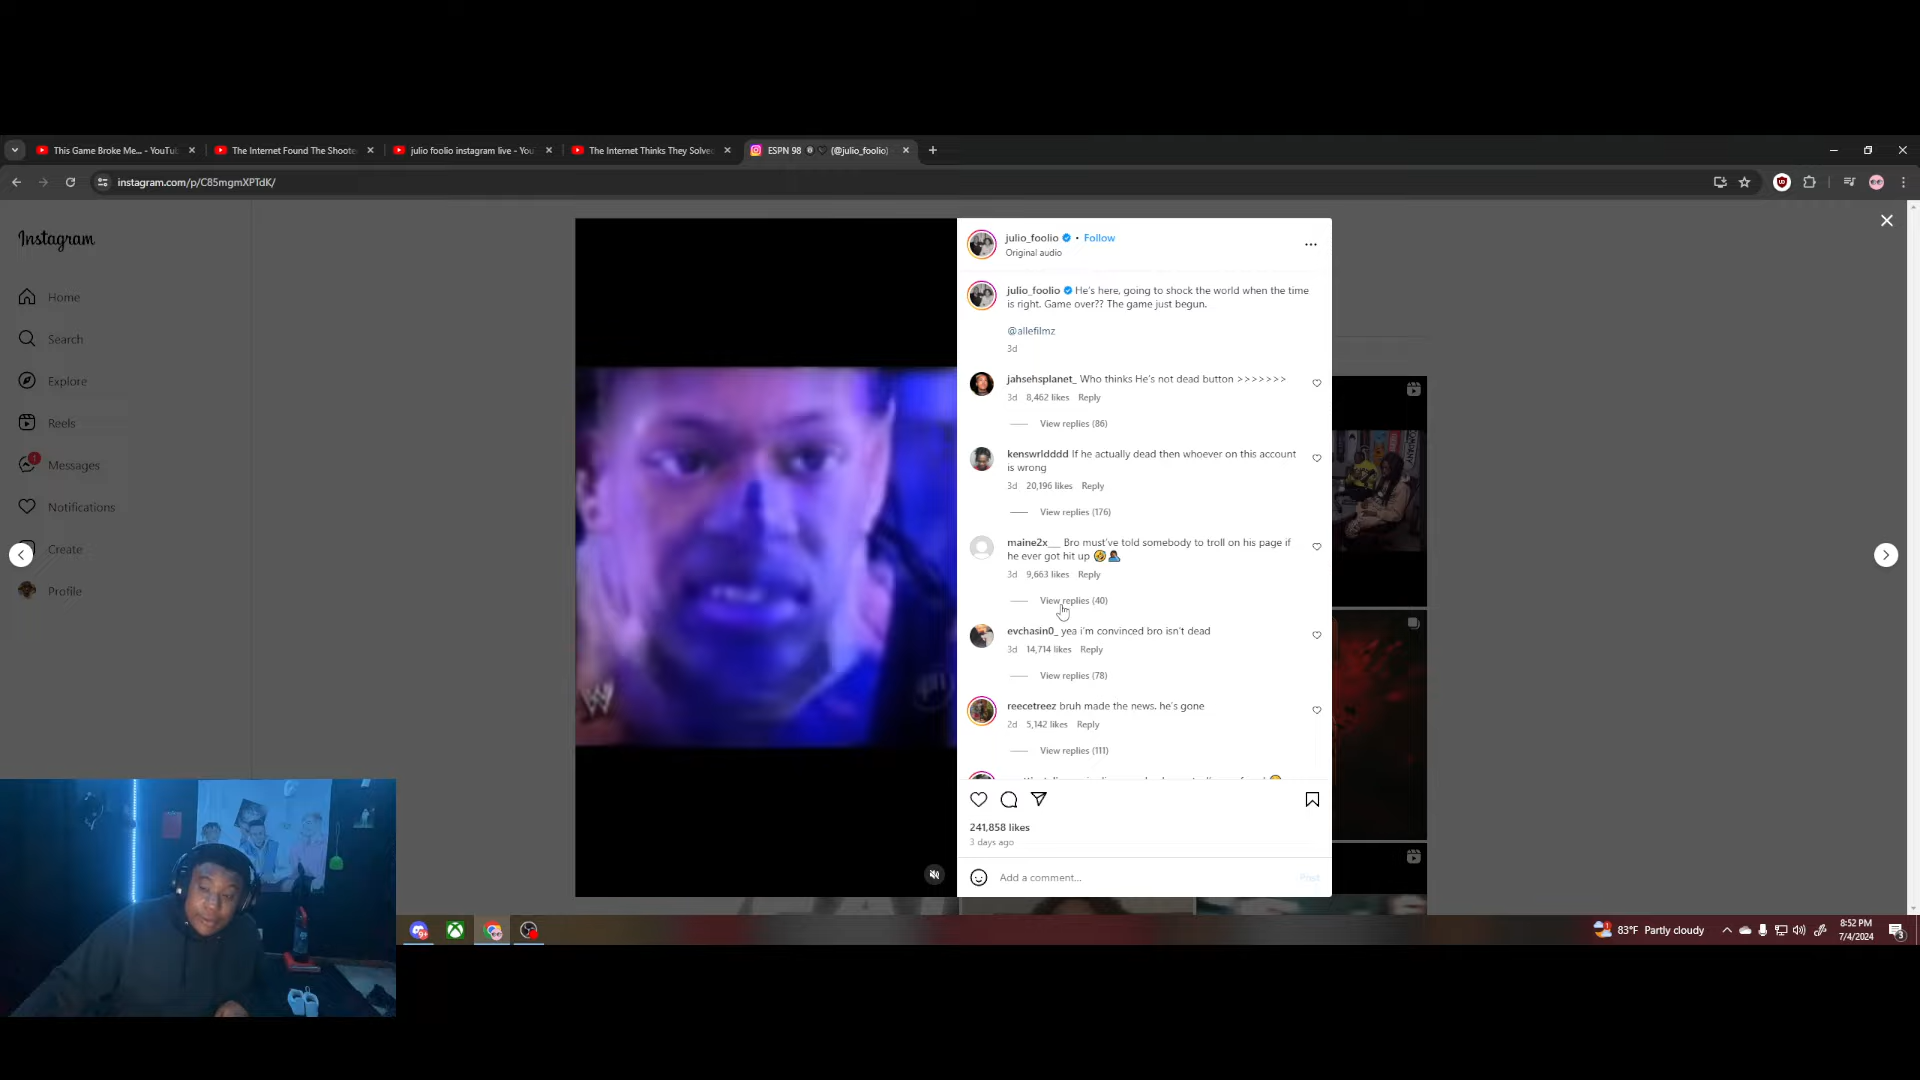 This Game Broke Me... - YouTu
The Internet Found The Shoote
julio foolio instagram live - You
The Internet Thinks They Solved
ESPN 98 (@julio_foolio)
instagram.com/p/C85mgmXPTdK/
Instagram
Home
Search
Explore
Reels
1
Messages
Notifications
Create
Profile
W
julio_foolio • Follow
Original audio
julio_foolio He's here, going to shock the world when the time
is right. Game over?? The game just begun.
@allefilmz
3d
jahsehsplanet_ Who thinks He's not dead button >>>>>>>
3d 8,462 likes Reply
View replies (86)
kenswrldddd If he actually dead then whoever on this account
is wrong
3d 20,196 likes Reply
View replies (176)
maine2x___ Bro must've told somebody to troll on his page if
he ever got hit up 🤣🤦🏾‍♂️
3d 9,663 likes Reply
View replies (40)
evchasin0_ yea i'm convinced bro isn't dead
3d 14,714 likes Reply
View replies (78)
reecetreez bruh made the news. he's gone
2d 5,142 likes Reply
View replies (111)
241,858 likes
3 days ago
Add a comment...
Post
83°F Partly cloudy
8:52 PM
7/4/2024
3